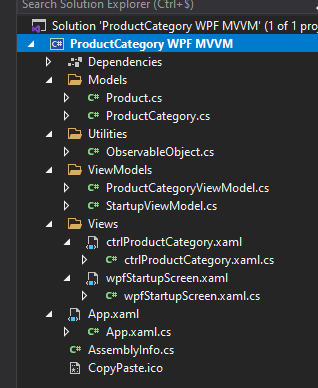 Search Solution Explorer (Ctrl+$)
Solution 'ProductCategory WPF MVVM' (1 of 1 proj
C# ProductCategory WPF MVVM
Dependencies
Models
C# Product.cs
C# ProductCategory.cs
Utilities
C# ObservableObject.cs
ViewModels
C# ProductCategoryViewModel.cs
C# StartupViewModel.cs
Views
ctrlProductCategory.xaml
C# ctrlProductCategory.xaml.cs
wpfStartupScreen.xaml
C# wpfStartupScreen.xaml.cs
App.xaml
C# App.xaml.cs
C# AssemblyInfo.cs
CopyPaste.ico